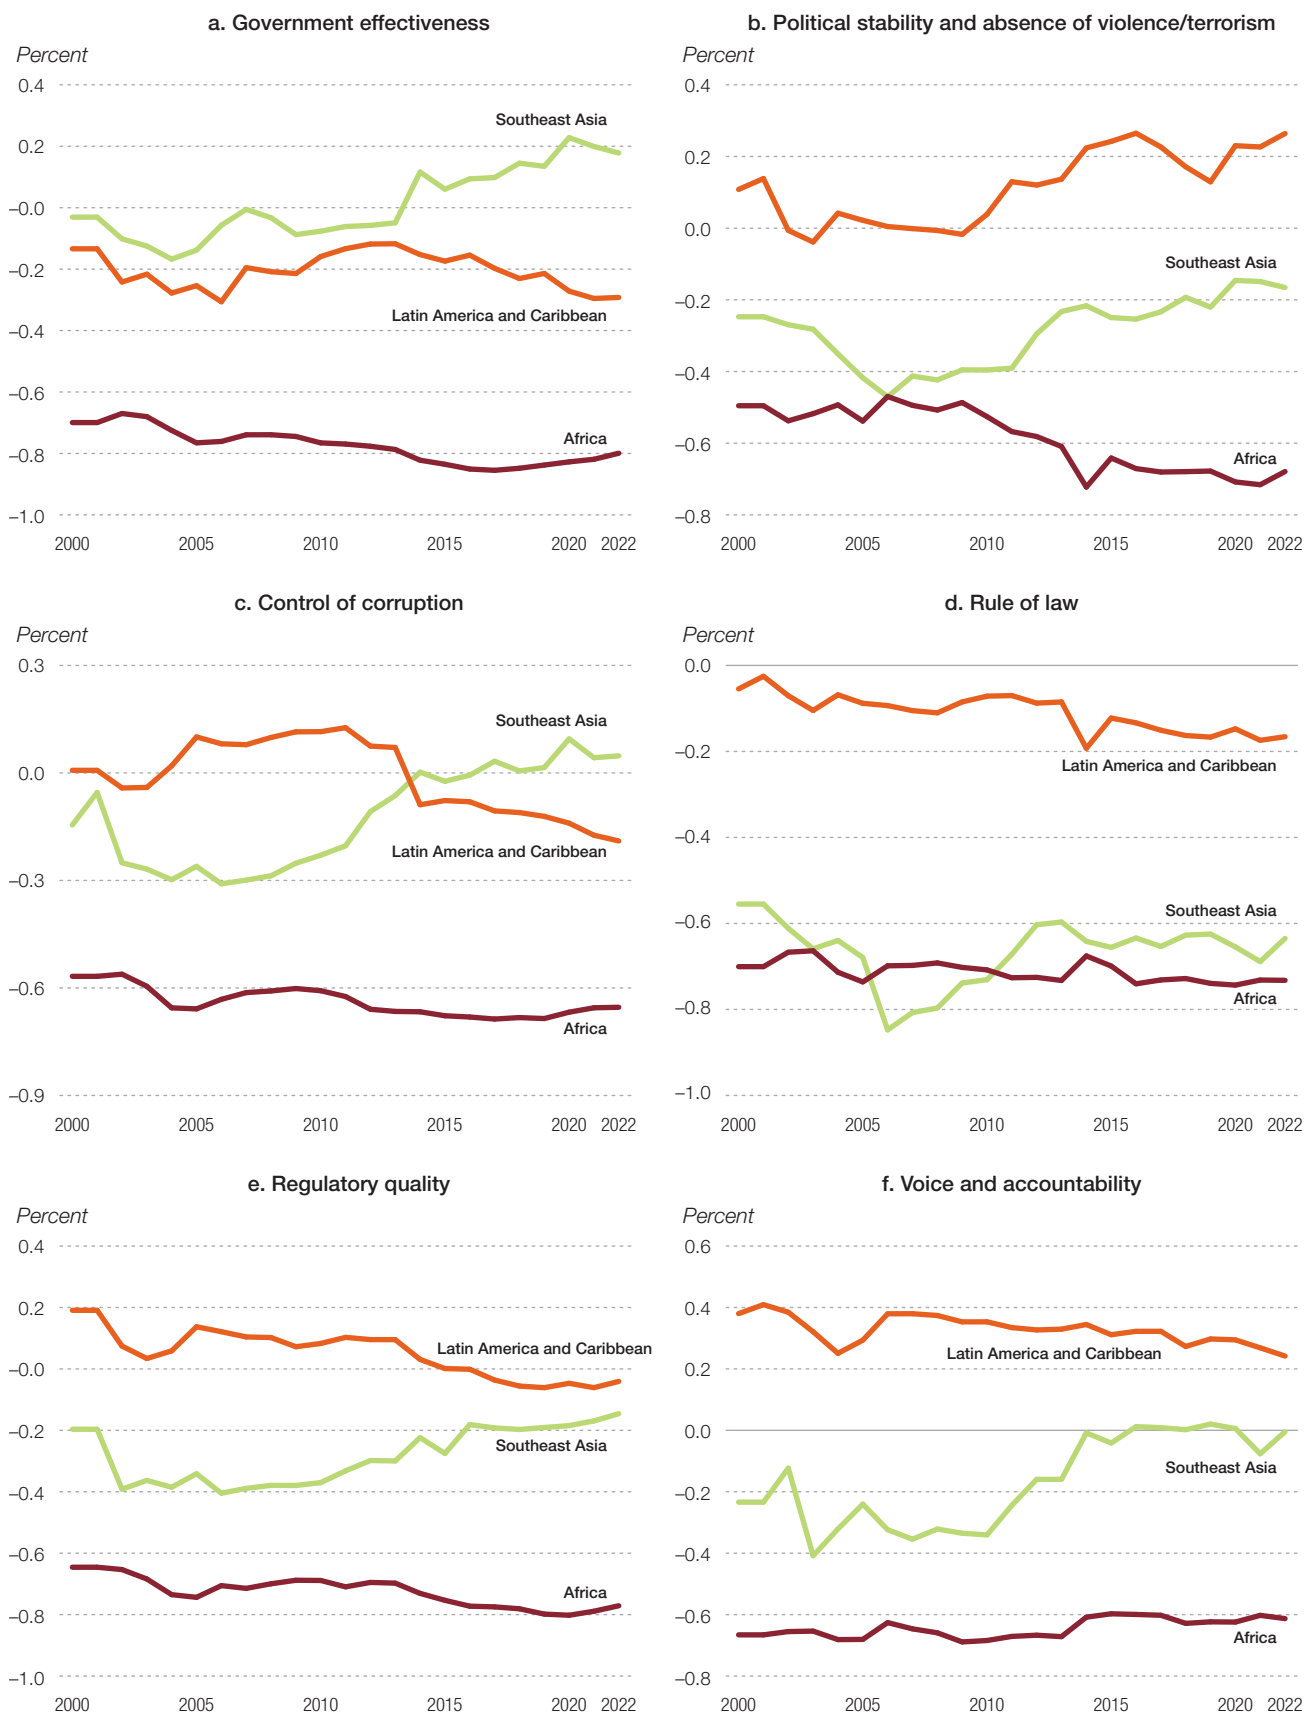 a. Government effectiveness
Percent
0.4
0.2
–0.0
–0.2
–0.4
–0.6
–0.8
–1.0
Southeast Asia
Latin America and Caribbean
Africa
2000 2005 2010 2015 2020 2022
b. Political stability and absence of violence/terrorism
Percent
0.4
0.2
0.0
–0.2
–0.4
–0.6
–0.8
Southeast Asia
Africa
2000 2005 2010 2015 2020 2022
c. Control of corruption
Percent
0.3
0.0
–0.3
–0.6
–0.9
Southeast Asia
Latin America and Caribbean
Africa
2000 2005 2010 2015 2020 2022
d. Rule of law
Percent
0.0
–0.2
–0.4
–0.6
–0.8
–1.0
Latin America and Caribbean
Southeast Asia
Africa
2000 2005 2010 2015 2020 2022
e. Regulatory quality
Percent
0.4
0.2
–0.0
–0.2
–0.4
–0.6
–0.8
–1.0
Latin America and Caribbean
Southeast Asia
Africa
2000 2005 2010 2015 2020 2022
f. Voice and accountability
Percent
0.6
0.4
0.2
0.0
–0.2
–0.4
–0.6
–0.8
Latin America and Caribbean
Southeast Asia
Africa
2000 2005 2010 2015 2020 2022